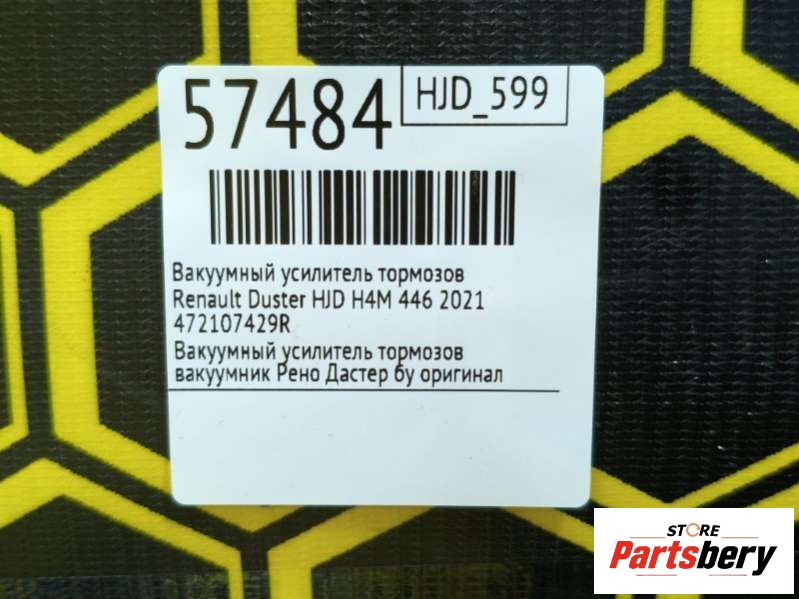 57484
HJD_599
Вакуумный усилитель тормозов
Renault Duster HJD H4M 446 2021
472107429R
Вакуумный усилитель тормозов
вакуумник Рено Дастер бу оригинал
STORE
Partsbery